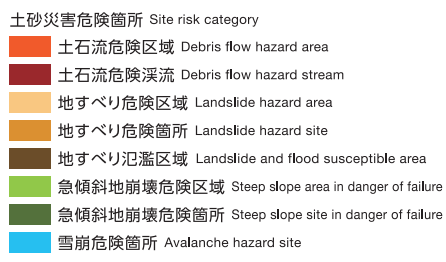 土砂災害危険箇所 Site risk category
土石流危険区域 Debris flow hazard area
土石流危険渓流 Debris flow hazard stream
地すべり危険区域 Landslide hazard area
地すべり危険箇所 Landslide hazard site
地すべり氾濫区域 Landslide and flood susceptible area
急傾斜地崩壊危険区域 Steep slope area in danger of failure
急傾斜地崩壊危険箇所 Steep slope site in danger of failure
雪崩危険箇所 Avalanche hazard site